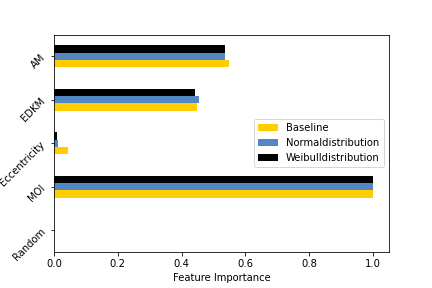 AM
EDKM
Eccentricity
MOI
Random
Baseline
Normaldistribution
Weibulldistribution
0.0 0.2 0.4 0.6 0.8 1.0
Feature Importance